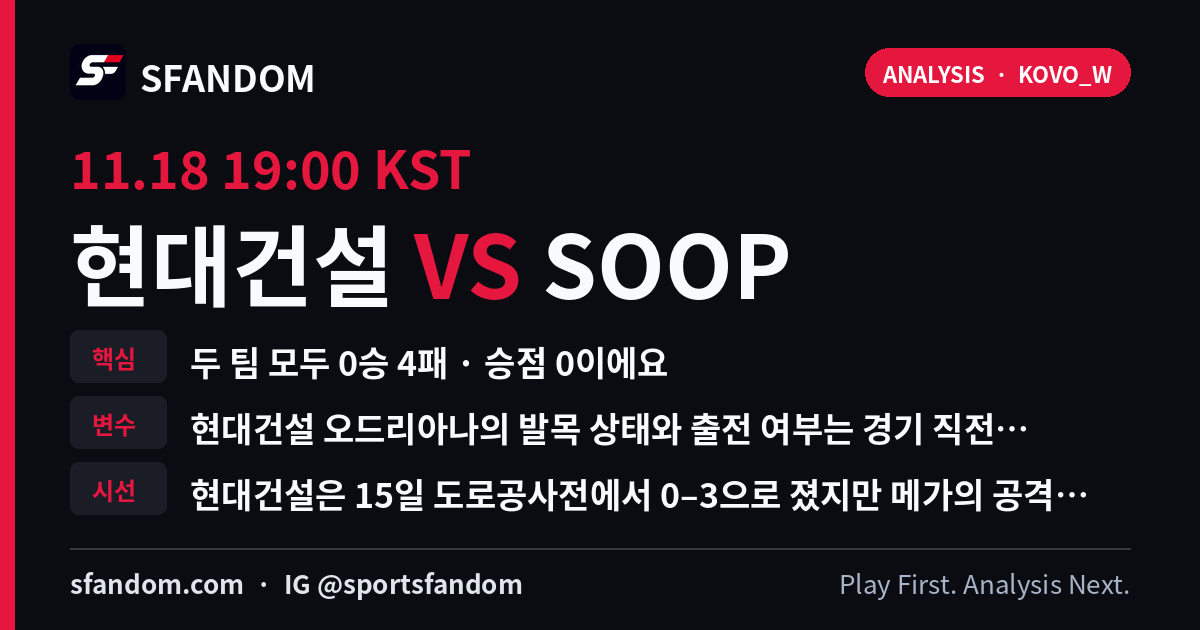 SF SFANDOM
ANALYSIS · KOVO_W
11.18 19:00 KST
현대건설 VS SOOP
핵심 두 팀 모두 0승 4패 · 승점 0이에요
변수 현대건설 오드리아나의 발목 상태와 출전 여부는 경기 직전…
시선 현대건설은 15일 도로공사전에서 0–3으로 졌지만 메가의 공격…
sfandom.com · IG @sportsfandom
Play First. Analysis Next.